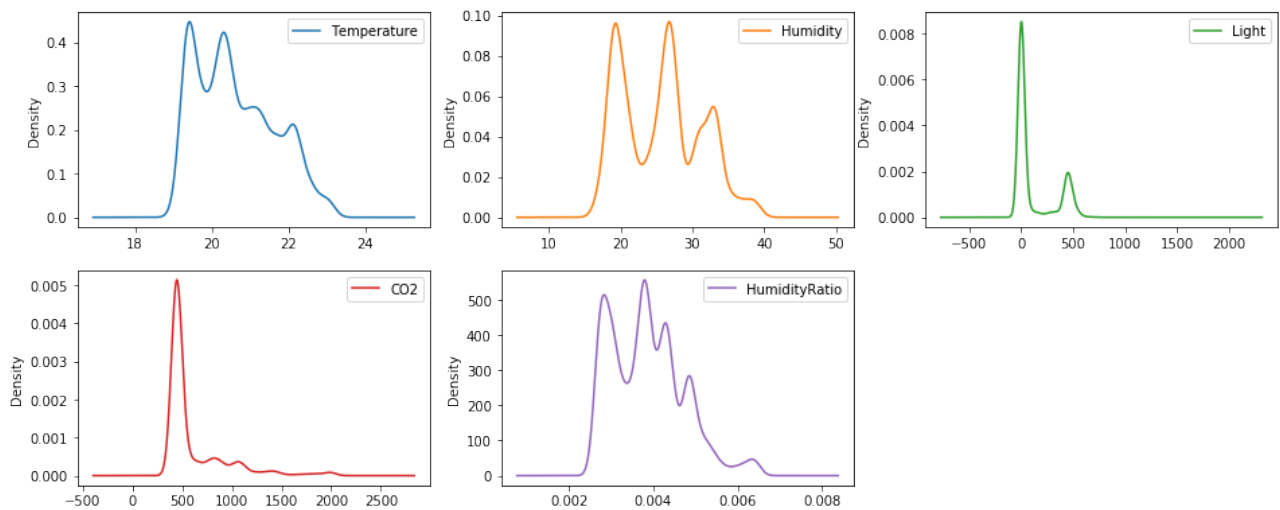 Temperature
Density
0.4
0.3
0.2
0.1
0.0
18 20 22 24
Humidity
Density
0.10
0.08
0.06
0.04
0.02
0.00
10 20 30 40 50
Light
Density
0.008
0.006
0.004
0.002
0.000
−500 0 500 1000 1500 2000
CO2
Density
0.005
0.004
0.003
0.002
0.001
0.000
−500 0 500 1000 1500 2000 2500
HumidityRatio
Density
500
400
300
200
100
0
0.002 0.004 0.006 0.008